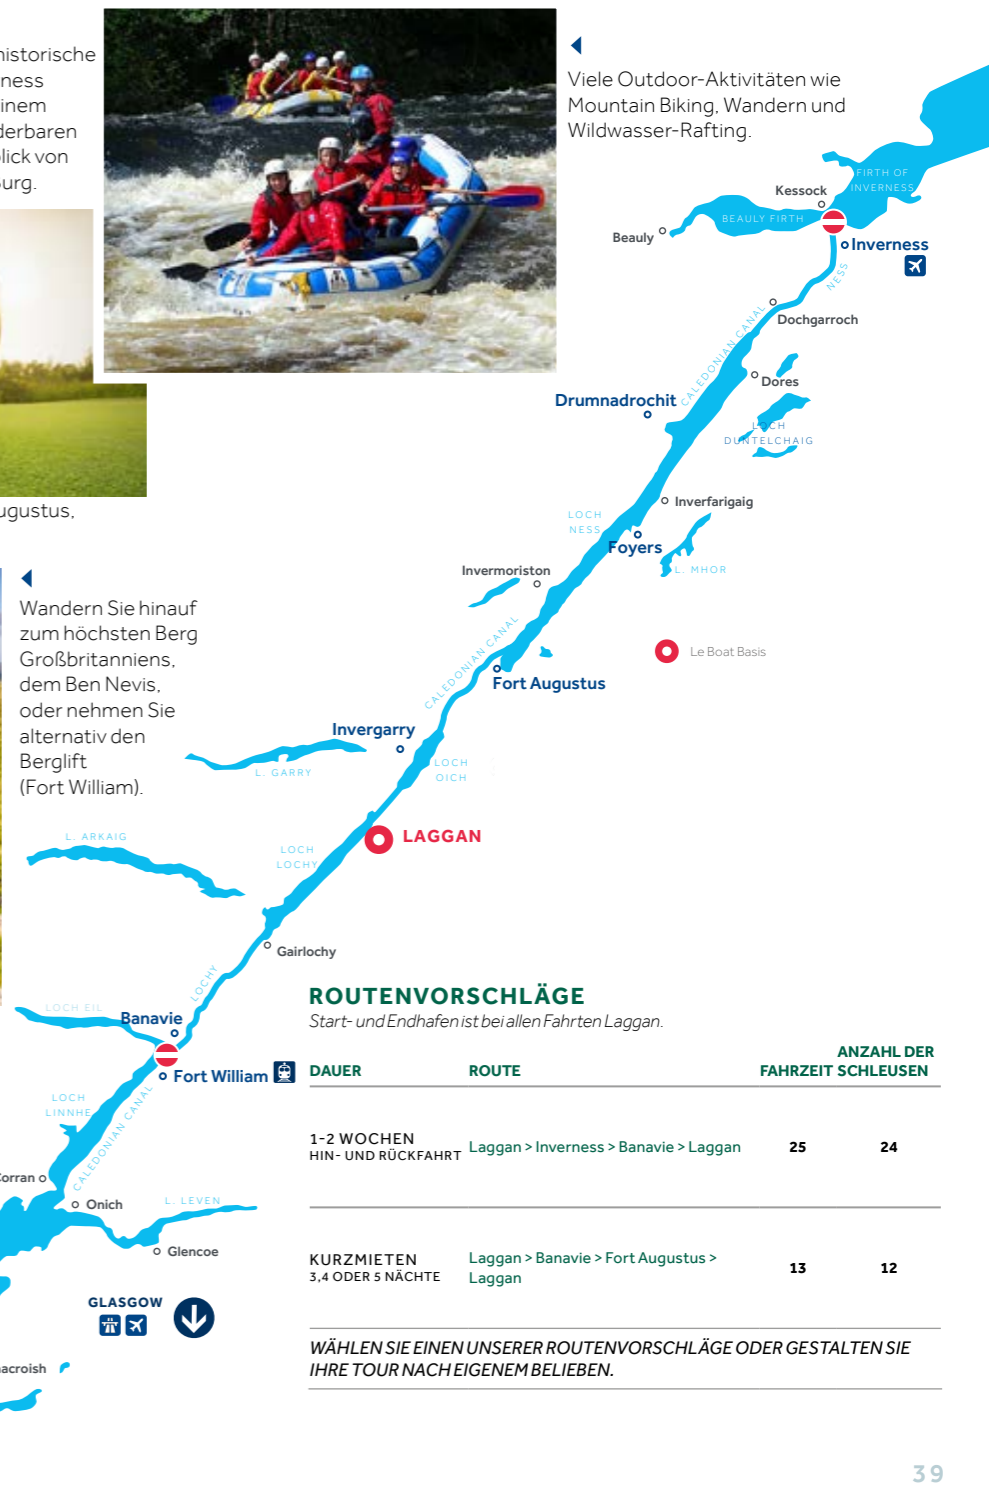 historische
ness
inem
derbaren
lick von
urg.
Viele Outdoor-Aktivitäten wie
Mountain Biking, Wandern und
Wildwasser-Rafting.
FIRTH OF
INVERNESS
Kessock
BEAULY FIRTH
Beauly
Inverness
NESS
Dochgarroch
CALEDONIAN CANAL
Dores
Drumnadrochit
LOCH
DUNTELCHAIG
ugustus,
Inverfarigaig
LOCH
NESS
Foyers
L. MHOR
Invermoriston
Wandern Sie hinauf
zum höchsten Berg
Großbritanniens,
dem Ben Nevis,
oder nehmen Sie
alternativ den
Berglift
(Fort William).
CALEDONIAN CANAL
Le Boat Basis
Fort Augustus
Invergarry
L. GARRY
LOCH
OICH
L. ARKAIG
LAGGAN
LOCH
LOCHY
Gairlochy
LOCHY
LOCH EIL
Banavie
Fort William
LOCH
LINNHE
CALEDONIAN CANAL
Corran
Onich
L. LEVEN
Glencoe
GLASGOW
acroish
ROUTENVORSCHLÄGE
Start- und Endhafen ist bei allen Fahrten Laggan.
DAUER ROUTE FAHRZEIT ANZAHL DER
SCHLEUSEN
1-2 WOCHEN
HIN- UND RÜCKFAHRT Laggan > Inverness > Banavie > Laggan 25 24
KURZMIETEN
3,4 ODER 5 NÄCHTE
Laggan > Banavie > Fort Augustus >
Laggan
13 12
WÄHLEN SIE EINEN UNSERER ROUTENVORSCHLÄGE ODER GESTALTEN SIE
IHRE TOUR NACH EIGENEM BELIEBEN.
39